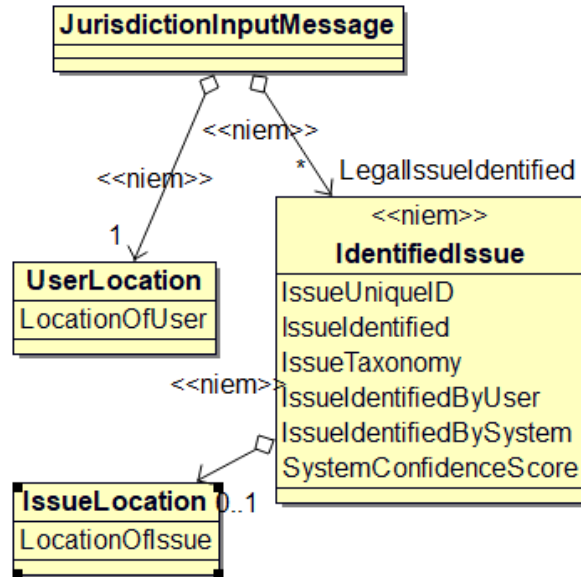 JurisdictionInputMessage
<<niem>>
<<niem>>
* LegalIssueIdentified
1
<<niem>>
IdentifiedIssue
UserLocation
LocationOfUser
IssueUniqueID
IssueIdentified
IssueTaxonomy
IssueIdentifiedByUser
IssueIdentifiedBySystem
SystemConfidenceScore
<<niem>>
IssueLocation
0..1
LocationOfIssue